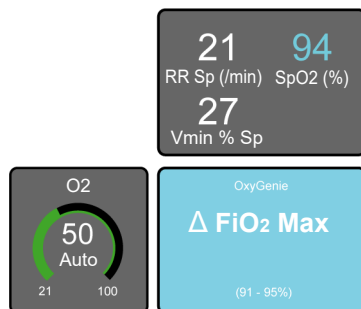 21 94
RR Sp (/min) SpO2 (%)
27
Vmin % Sp
O2
50
Auto
21 100
OxyGenie
Δ FiO₂ Max
(91 - 95%)